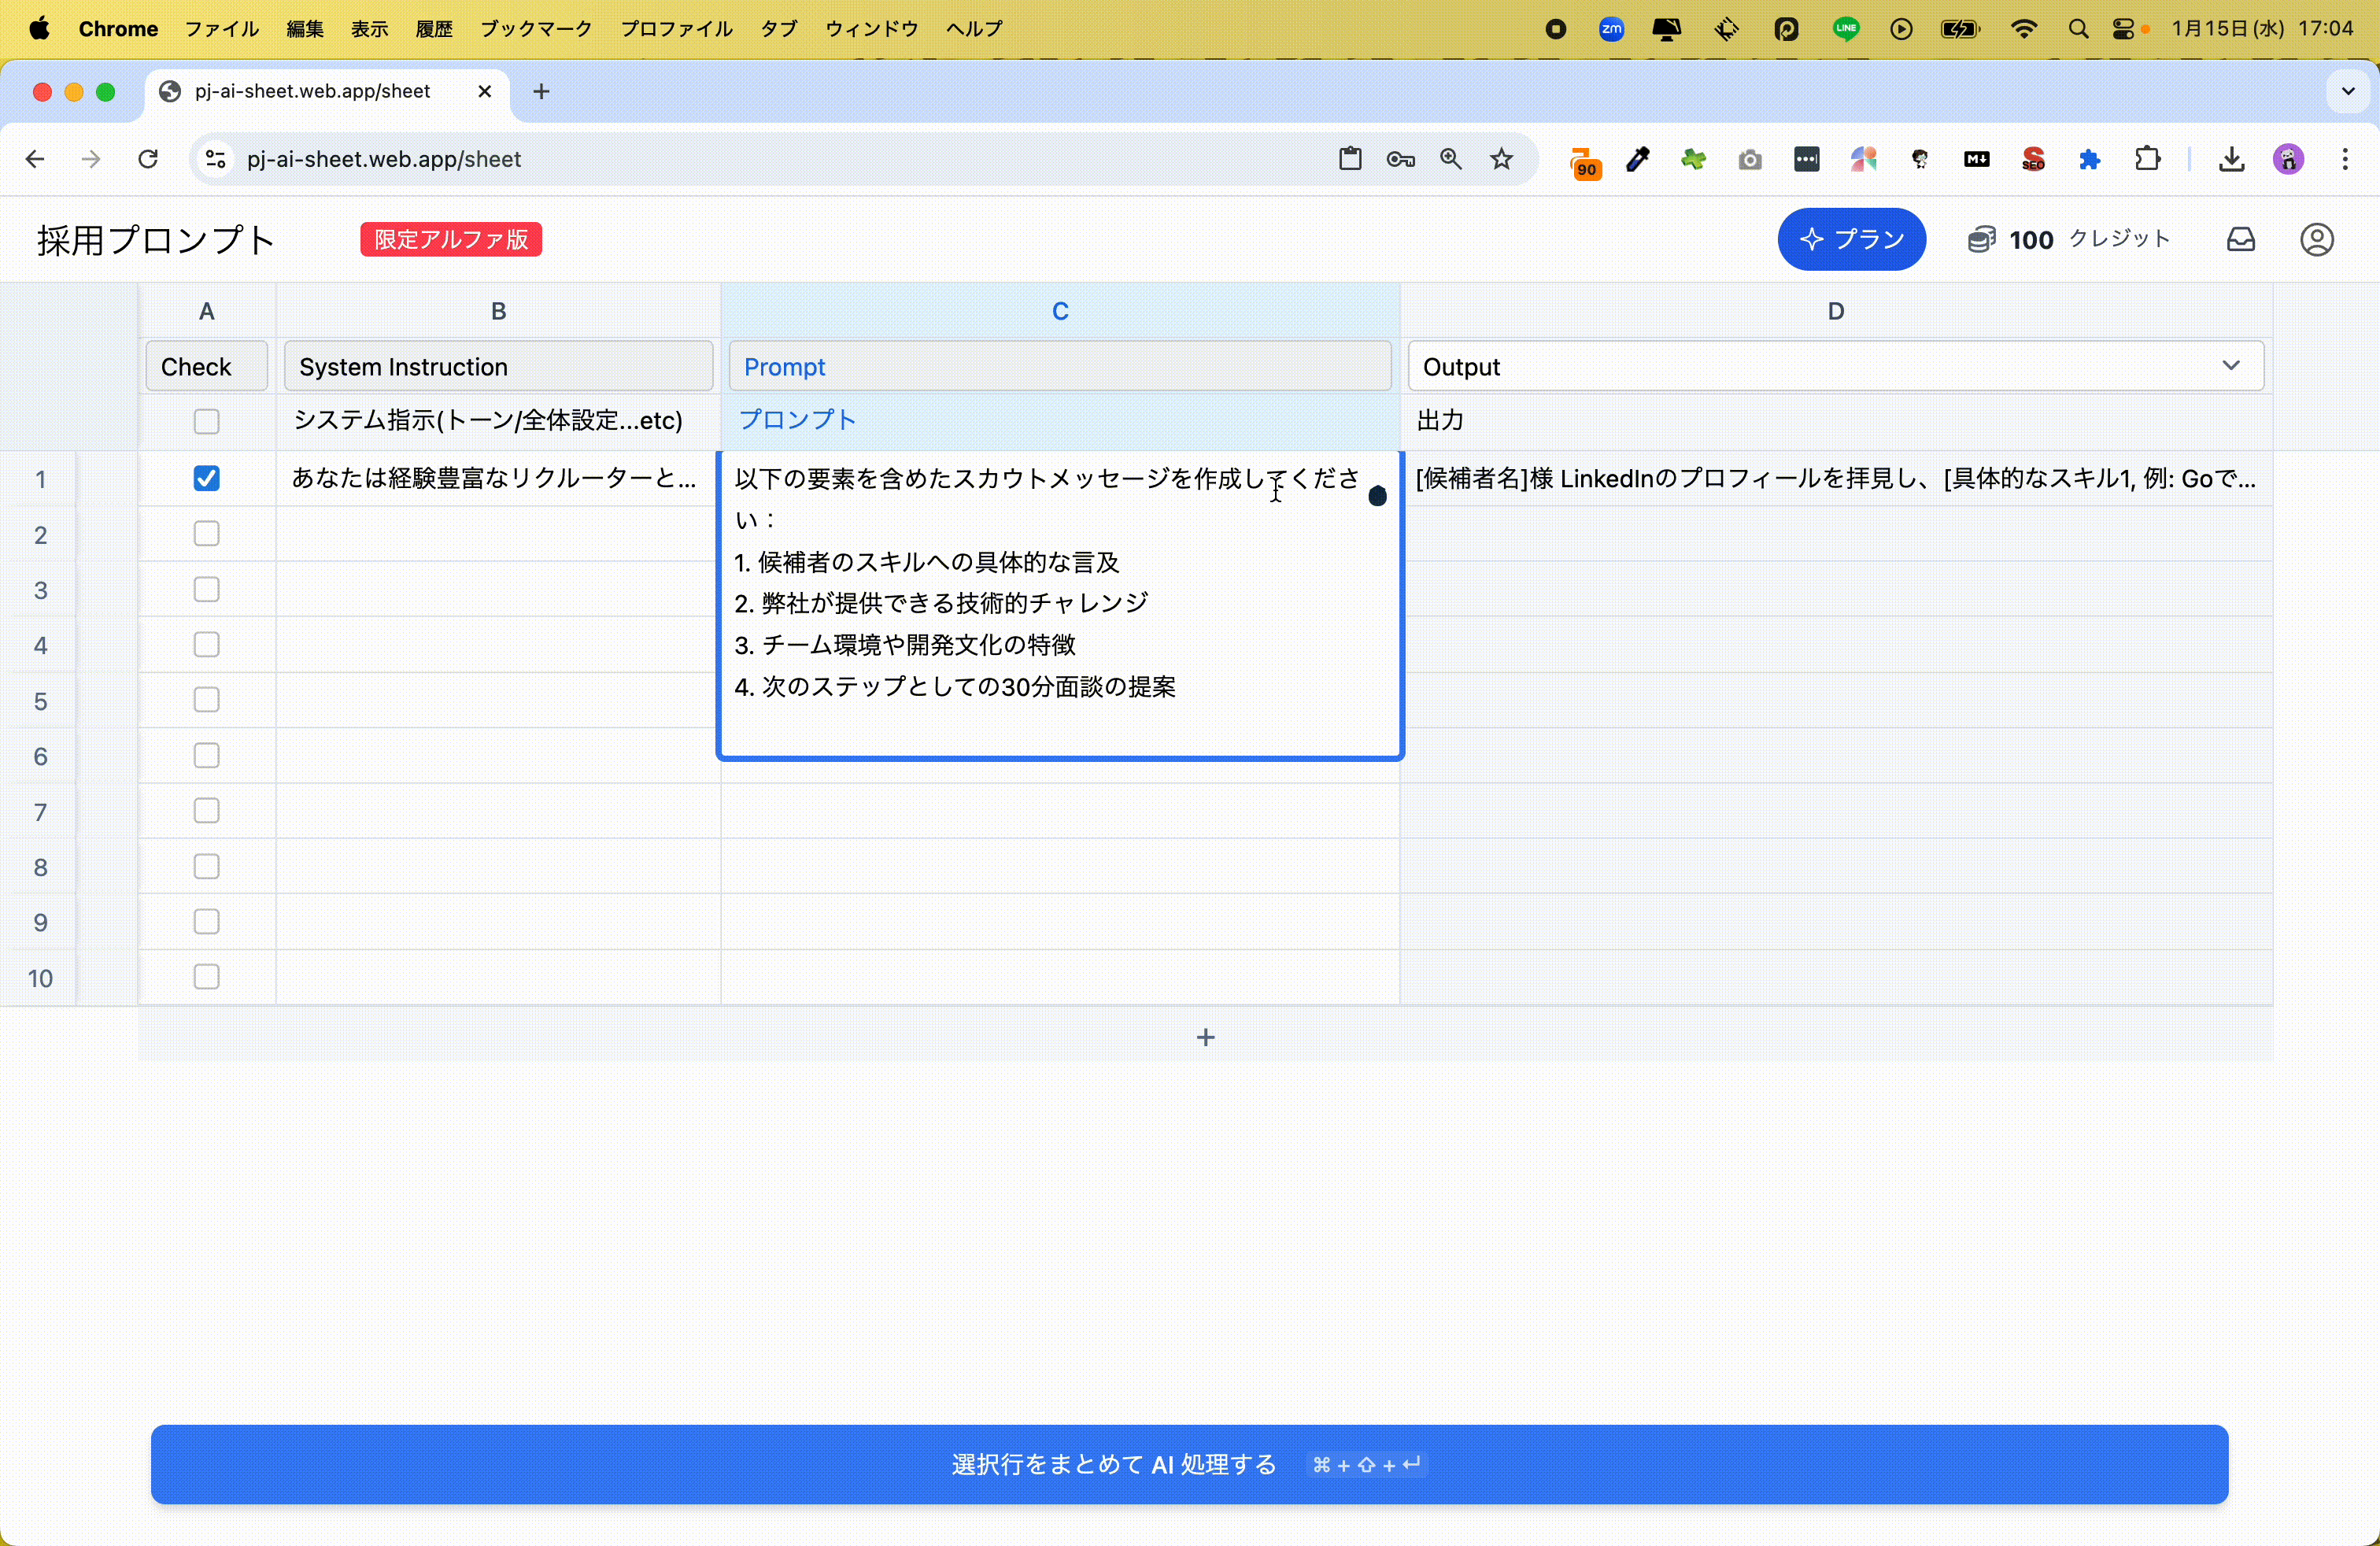 Chrome ファイル 編集 表示 履歴 ブックマーク プロファイル タブ ウィンドウ ヘルプ zm LINE 1月15日(水) 17:04
pj-ai-sheet.web.app/sheet
pj-ai-sheet.web.app/sheet 90 M↓ SEO
採用プロンプト 限定アルファ版 プラン 100 クレジット
A B C D
Check System Instruction Prompt Output
システム指示(トーン/全体設定...etc) プロンプト 出力
1 あなたは経験豊富なリクルーターと... 以下の要素を含めたスカウトメッセージを作成してくださ [候補者名]様 LinkedInのプロフィールを拝見し、[具体的なスキル1, 例: Goで...
い：
2
1. 候補者のスキルへの具体的な言及
3
2. 弊社が提供できる技術的チャレンジ
4 3. チーム環境や開発文化の特徴
5 4. 次のステップとしての30分面談の提案
6
7
8
9
10
+
選択行をまとめて AI 処理する ⌘ + ⇧ + ↵